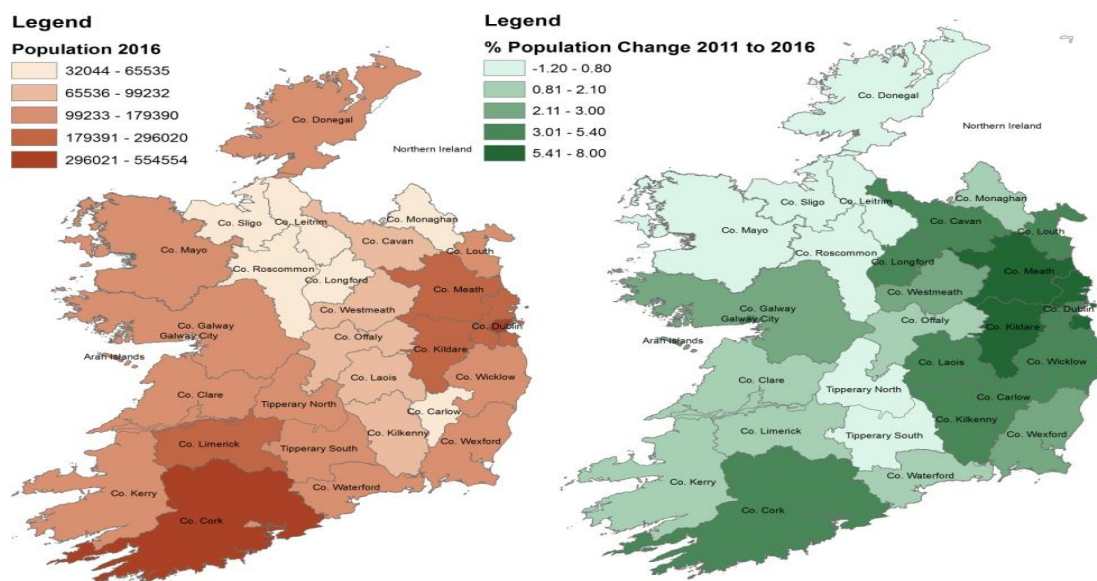 Legend
Population 2016
32044 - 65535
65536 - 99232
99233 - 179390
179391 - 296020
296021 - 554554
Co. Donegal
Northern Ireland
Co. Monaghan
Co. Sligo
Co. Leitrim
Co. Cavan
Co. Louth
Co. Mayo
Co. Roscommon
Co. Longford
Co. Meath
Co. Westmeath
Co. Galway
Galway City
Co. Dublin
Co. Offaly
Co. Kildare
Aran Islands
Co. Laois
Co. Wicklow
Co. Clare
Tipperary North
Co. Carlow
Co. Kilkenny
Co. Limerick
Tipperary South
Co. Wexford
Co. Waterford
Co. Kerry
Co. Cork
Legend
% Population Change 2011 to 2016
-1.20 - 0.80
0.81 - 2.10
2.11 - 3.00
3.01 - 5.40
5.41 - 8.00
Co. Donegal
Northern Ireland
Co. Monaghan
Co. Sligo
Co. Leitrim
Co. Cavan
Co. Louth
Co. Mayo
Co. Roscommon
Co. Longford
Co. Meath
Co. Westmeath
Co. Galway
Galway City
Co. Dublin
Co. Offaly
Co. Kildare
Aran Islands
Co. Laois
Co. Wicklow
Co. Clare
Tipperary North
Co. Carlow
Co. Kilkenny
Co. Limerick
Tipperary South
Co. Wexford
Co. Waterford
Co. Kerry
Co. Cork